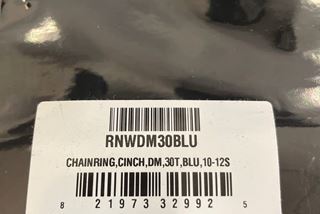 RNWDM30BLU
CHAINRING,CINCH,DM,30T,BLU,10-12S
8 21973 32992 5